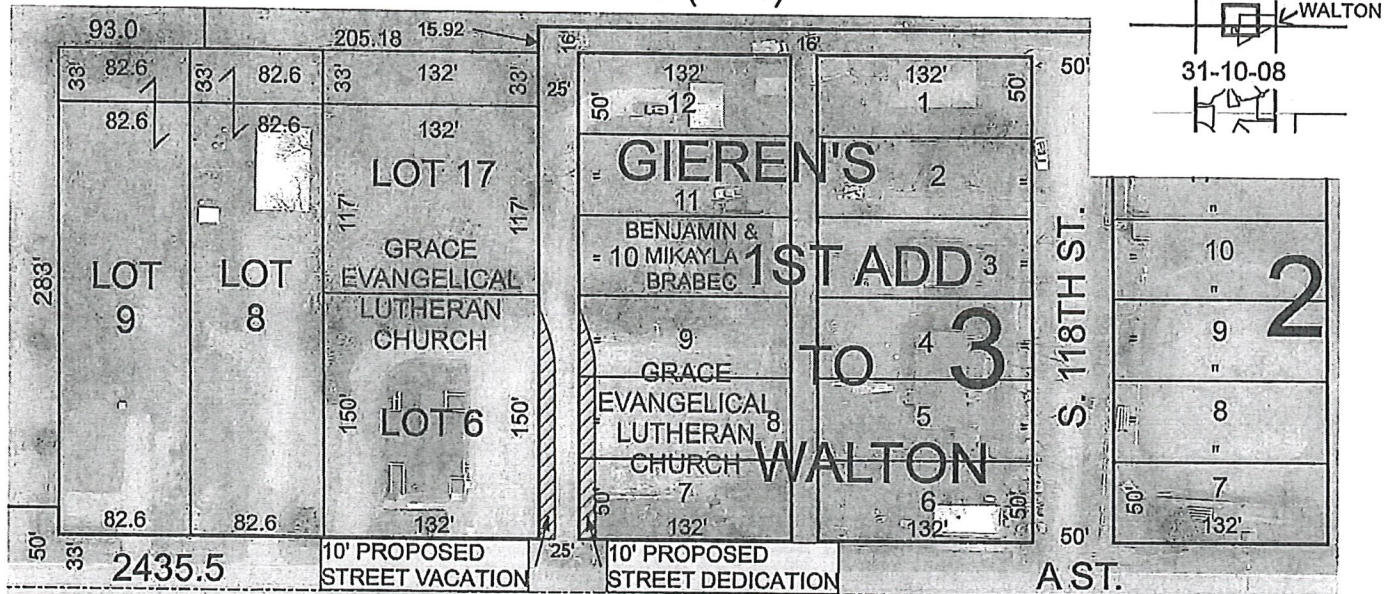 WALTON
31-10-08
93.0
205.18
15.92
16'
16'
33'
82.6
33'
82.6
33'
132'
33'
25'
132'
132'
50'
50'
82.6
82.6
132'
50'
12
1
LOT 17
GIEREN'S
2
"
11
"
"
117'
117'
GRACE
EVANGELICAL
LUTHERAN
CHURCH
BENJAMIN &
" 10 MIKAYLA
BRABEC
1ST ADD
3
"
S. 118TH ST.
"
10
"
2
283'
LOT
9
LOT
8
9
"
TO
3
4
"
9
"
GRACE
EVANGELICAL
LUTHERAN
CHURCH
8
5
"
8
"
150'
LOT 6
150'
WALTON
7
50'
132'
6
50'
132'
7
50'
132'
82.6
82.6
132'
50'
33'
2435.5
10' PROPOSED
STREET VACATION
25'
10' PROPOSED
STREET DEDICATION
50'
A ST.